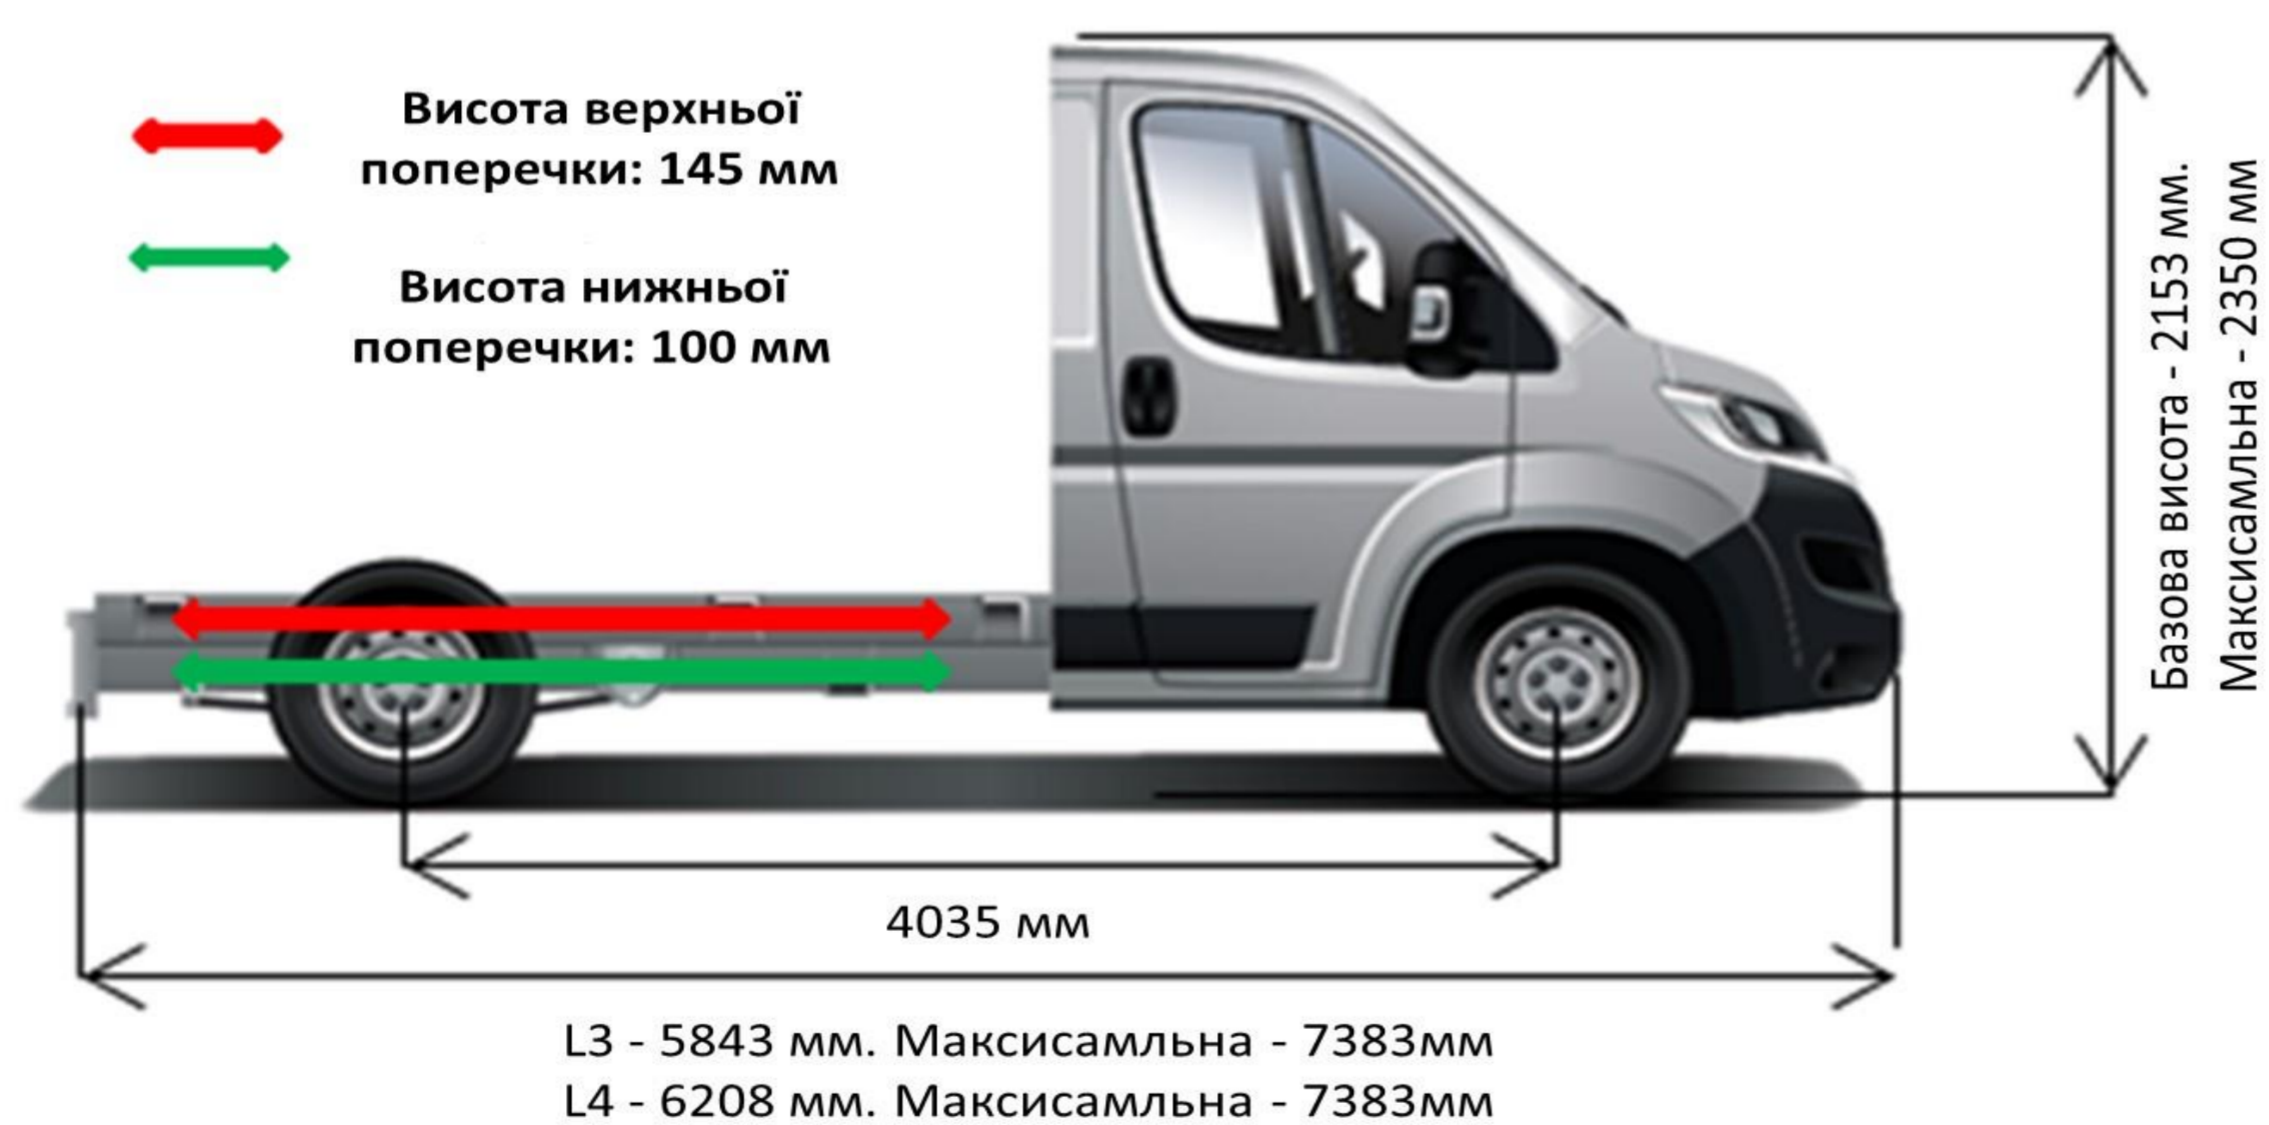 Висота верхньої
поперечки: 145 мм
Висота нижньої
поперечки: 100 мм
Базова висота - 2153 мм.
Максисамльна - 2350 мм
4035 мм
L3 - 5843 мм. Максисамльна - 7383мм
L4 - 6208 мм. Максисамльна - 7383мм